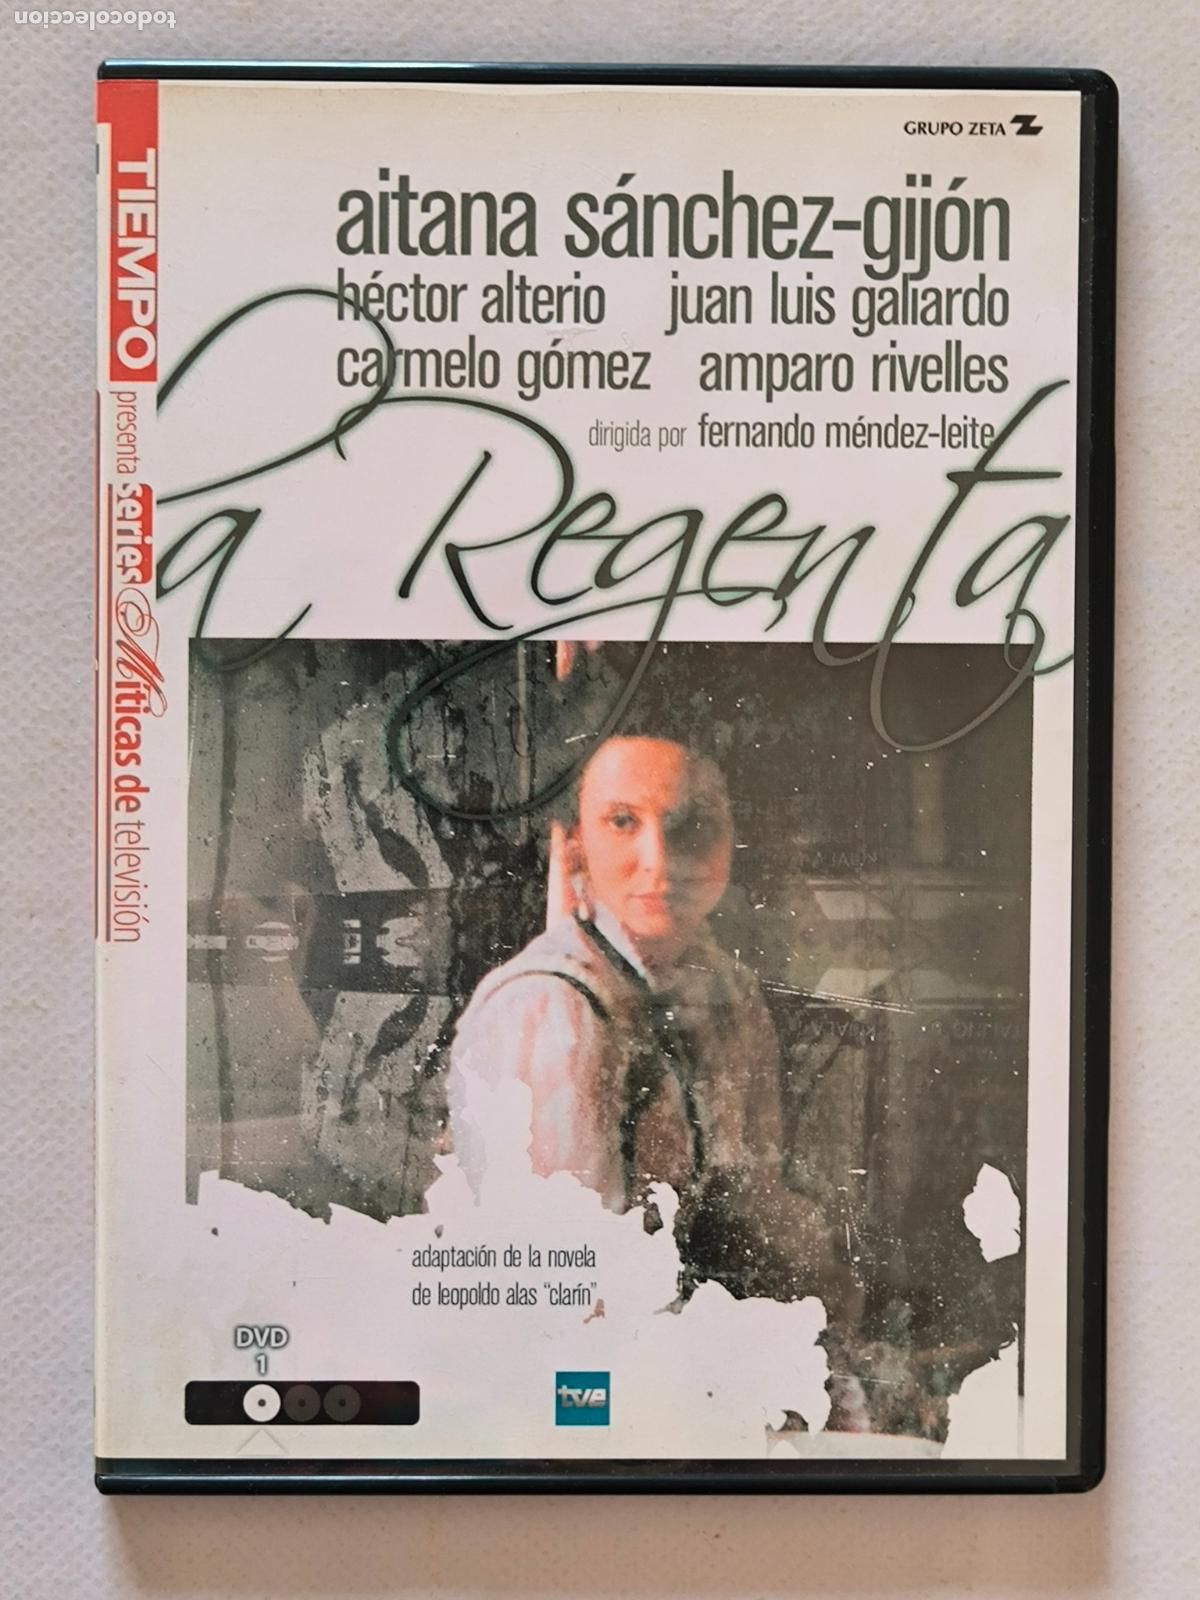 todocoleccion
GRUPO ZETA
aitana sánchez-gijón
héctor alterio juan luis galiardo
carmelo gómez amparo rivelles
dirigida por fernando méndez-leite
la Regenta
TIEMPO
presenta series Míticas de televisión
adaptación de la novela
de leopoldo alas "clarín"
DVD
1
tve